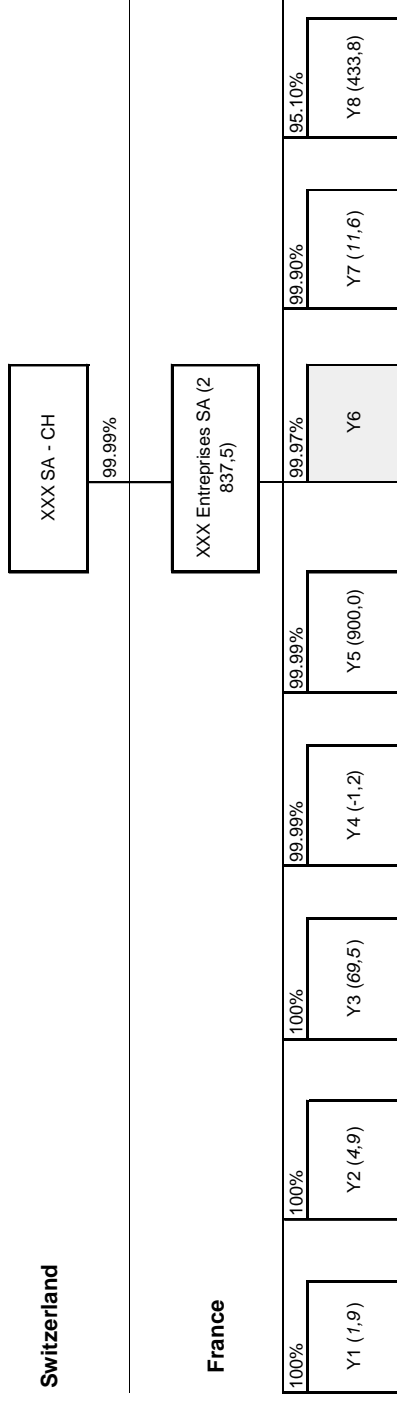 Switzerland
XXX SA - CH
99.99%
France
XXX Entreprises SA (2
837,5)
100%
100%
100%
99.99%
99.99%
99.97%
99.90%
95.10%
Y1 (1,9)
Y2 (4,9)
Y3 (69,5)
Y4 (-1,2)
Y5 (900,0)
Y6
Y7 (11,6)
Y8 (433,8)